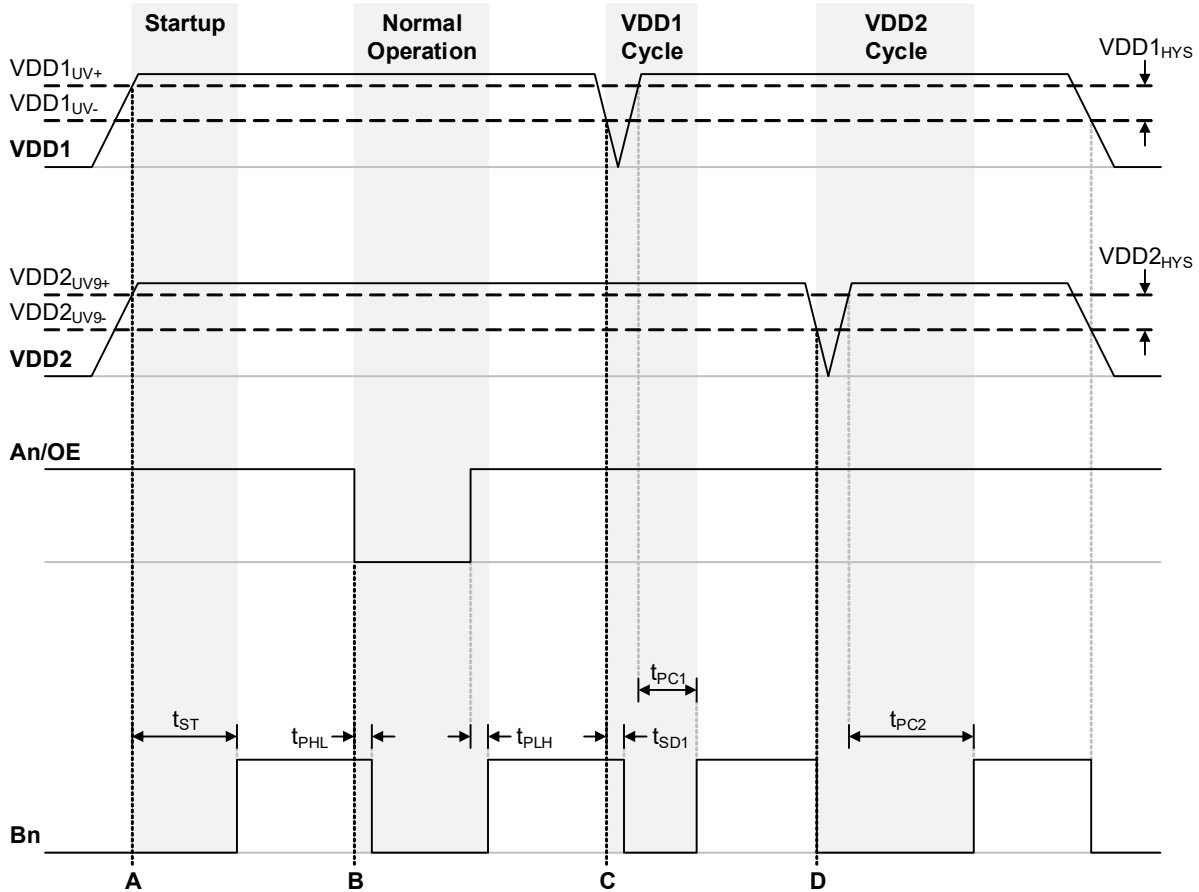 Startup
Normal
Operation
VDD1
Cycle
VDD2
Cycle
VDD1UV+
VDD1HYS
VDD1UV-
VDD1
VDD2UV9+
VDD2HYS
VDD2UV9-
VDD2
An/OE
tPC1
tST
tPHL
tPLH
tSD1
tPC2
Bn
A
B
C
D